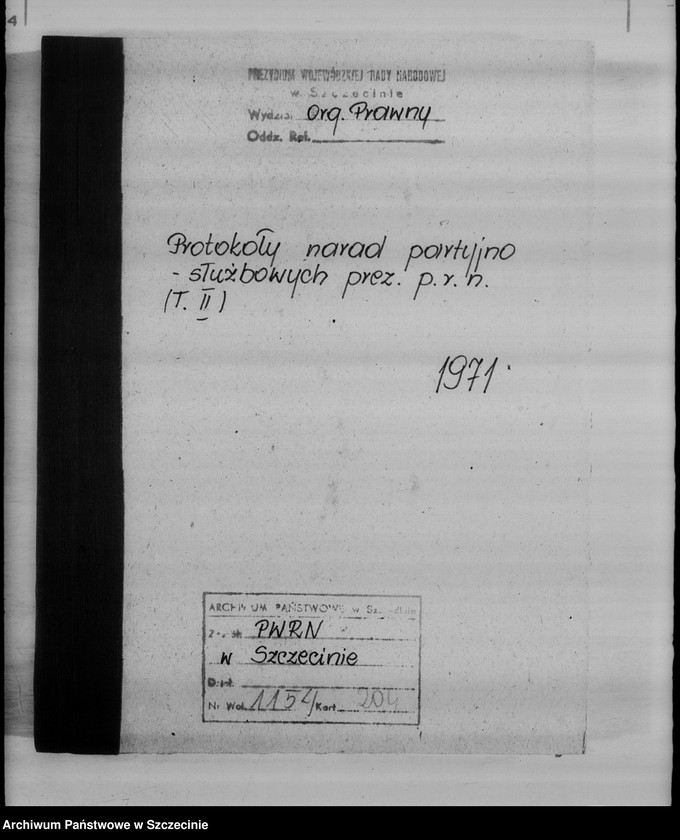 4
PREZYDIUM WOJEWÓDZKIEJ RADY NARODOWEJ
w Szczecinie
Wydział Org. Prawny
Oddz. Ref.
Protokoły narad partyjno
- służbowych prez. p.r.n.
(T. II)
1971
ARCHIWUM PAŃSTWOWE w Szczecinie
PWRN
w Szczecinie
Nr Wol. 1154/Kart 204
Archiwum Państwowe w Szczecinie